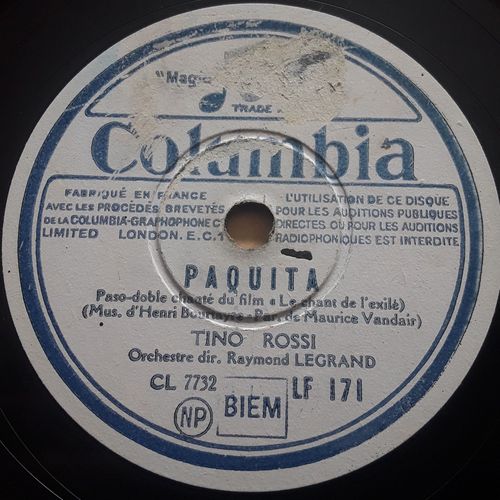 "Mag
TRADE
Columbia
FABRIQUÉ EN FRANCE
AVEC LES PROCÉDÉS BREVETÉS
DE LA COLUMBIA-GRAPHOPHONE C
LIMITED LONDON. E.C.1
L'UTILISATION DE CE DISQUE
POUR LES AUDITIONS PUBLIQUES
DIRECTES OU POUR LES AUDITIONS
RADIOPHONIQUES EST INTERDITE
PAQUITA
Paso-doble chanté du film « Le chant de l'exilé)
(Mus. d'Henri Bourtayre - Par. de Maurice Vandair)
TINO ROSSI
Orchestre dir. Raymond LEGRAND
CL 7732 LF 171
NP BIEM